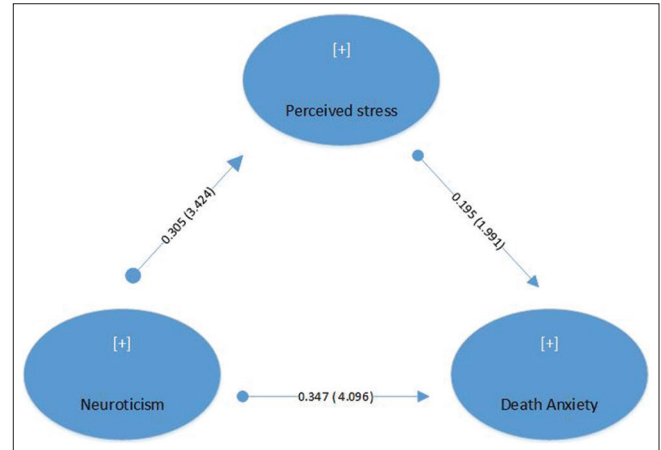 [+]
Perceived stress
0.305 (3.424)
0.195 (1.991)
[+]
Neuroticism
0.347 (4.096)
[+]
Death Anxiety